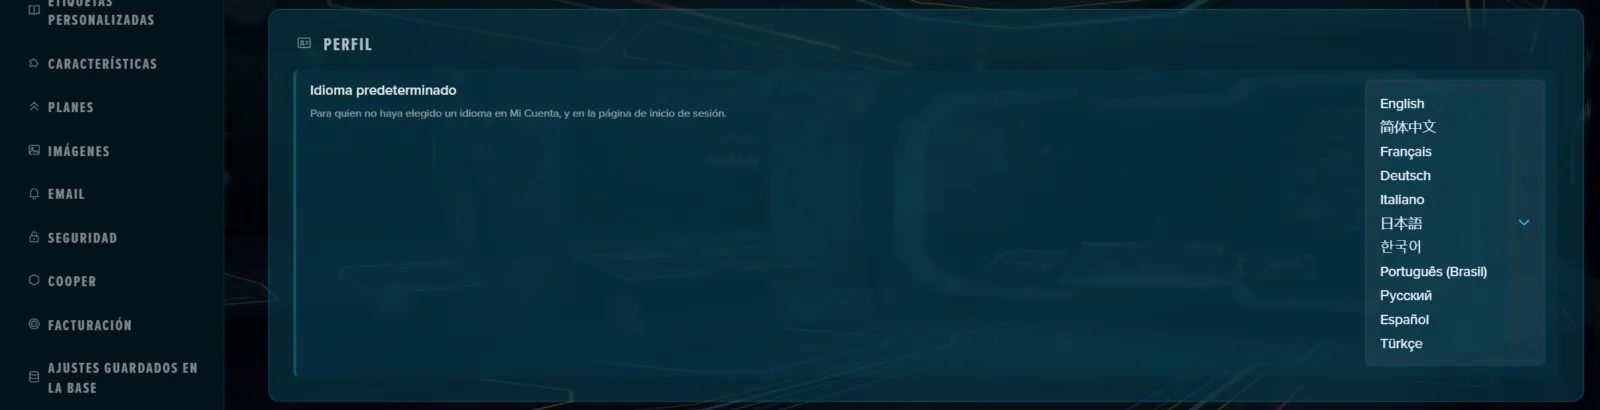 ETIQUETAS
PERSONALIZADAS
CARACTERÍSTICAS
PLANES
IMÁGENES
EMAIL
SEGURIDAD
COOPER
FACTURACIÓN
AJUSTES GUARDADOS EN
LA BASE
PERFIL
Idioma predeterminado
Para quien no haya elegido un idioma en Mi Cuenta, y en la página de inicio de sesión.
English
简体中文
Français
Deutsch
Italiano
日本語
한국어
Português (Brasil)
Русский
Español
Türkçe